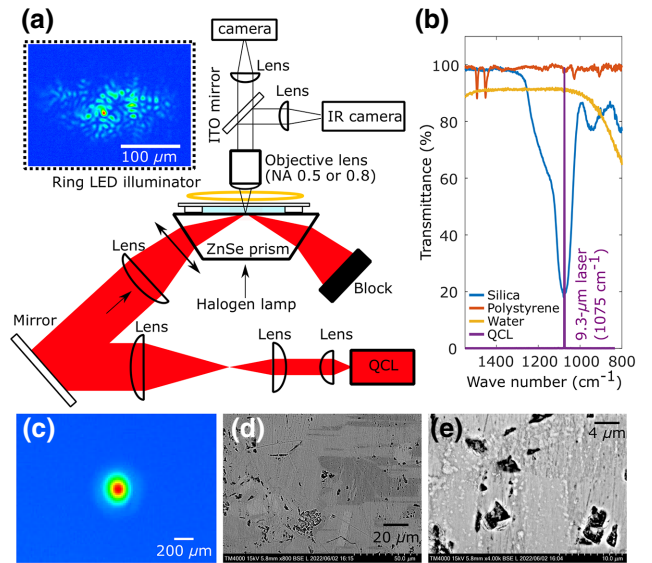 (a)
camera
Lens
ITO mirror
Lens
IR camera
100 µm
Ring LED illuminator
Objective lens
(NA 0.5 or 0.8)
Lens
ZnSe prism
Halogen lamp
Block
Mirror
Lens
Lens
Lens
QCL
(b)
Transmittance (%)
100
80
60
40
20
0
1400
1200
1000
800
Wave number (cm⁻¹)
Silica
Polystyrene
Water
QCL
9.3-µm laser
(1075 cm⁻¹)
(c)
200 µm
(d)
20 µm
TM4000 15kV 5.8mm x800 BSE L 2022/06/02 16:15 50.0 µm
(e)
4 µm
TM4000 15kV 5.8mm x4.00k BSE L 2022/06/02 16:04 10.0 µm